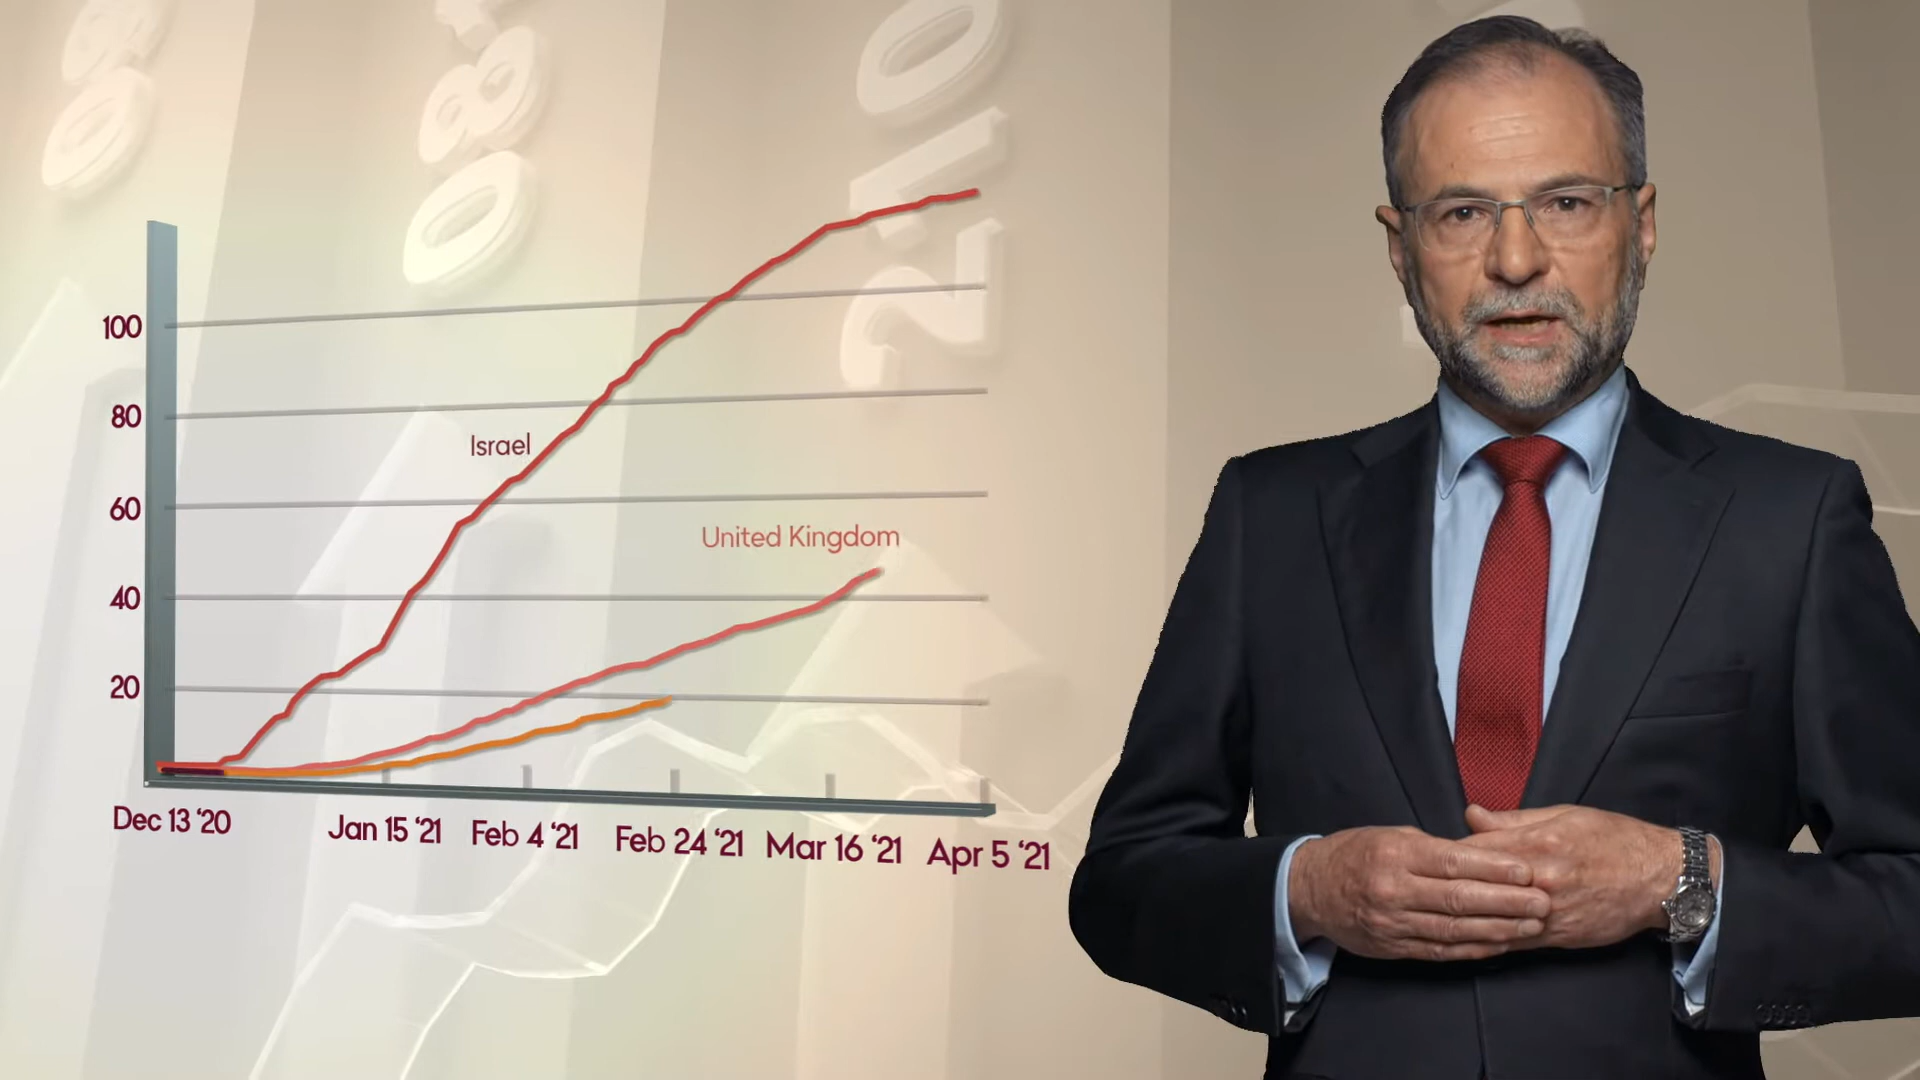 100
80
60
40
20
Israel
United Kingdom
Dec 13 ‘20
Jan 15 ‘21
Feb 4 ‘21
Feb 24 ‘21
Mar 16 ‘21
Apr 5 ‘21